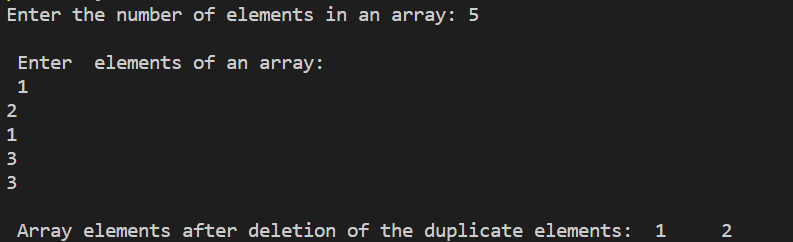 Enter the number of elements in an array: 5
Enter  elements of an array:
1
2
1
3
3
Array elements after deletion of the duplicate elements:  1     2